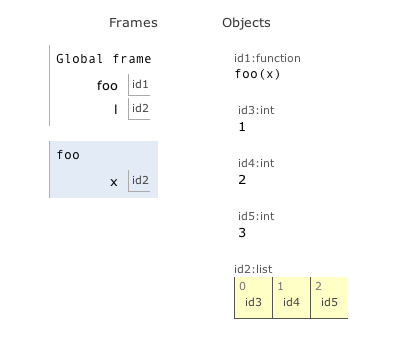 Frames Objects
Global frame
foo id1
l id2
foo
x id2
id1:function
foo(x)
id3:int
1
id4:int
2
id5:int
3
id2:list
0 1 2
id3 id4 id5